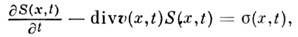 ∂S(x,t)/∂t − div v(x,t)S(x,t) = σ(x,t),